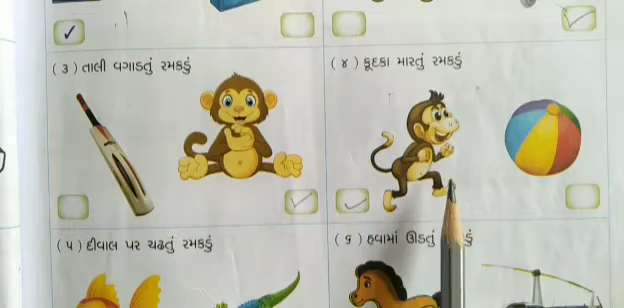 (૩) તાલી વગાડતું રમકડું
(૪) કૂદકા મારતું રમકડું
(૫) દીવાલ પર ચઢતું રમકડું
(૬) હવામાં ઊડતું